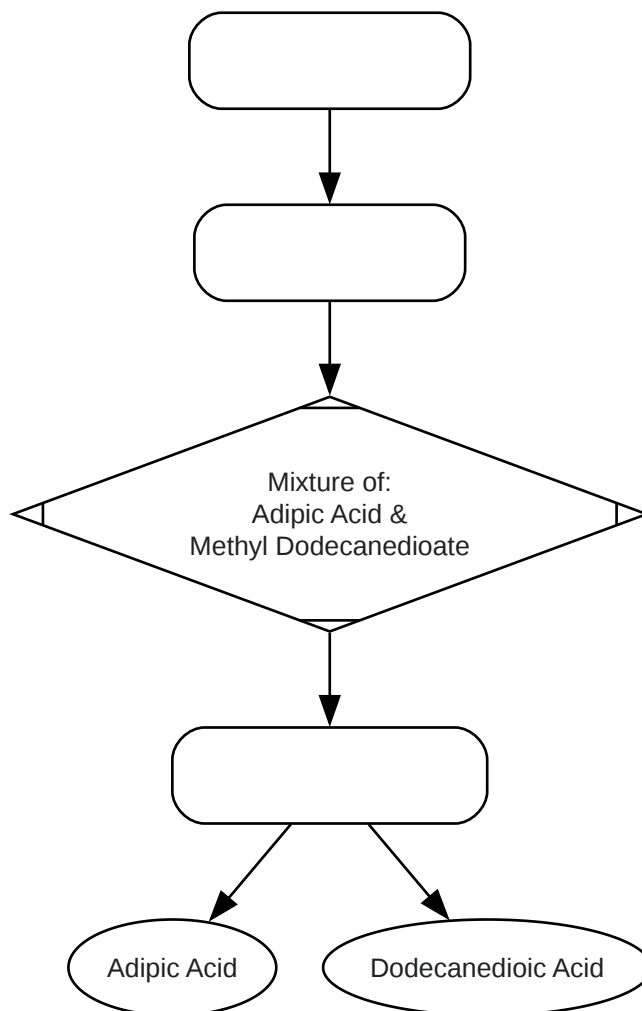 Mixture of:
Adipic Acid &
Methyl Dodecanedioate
Adipic Acid
Dodecanedioic Acid